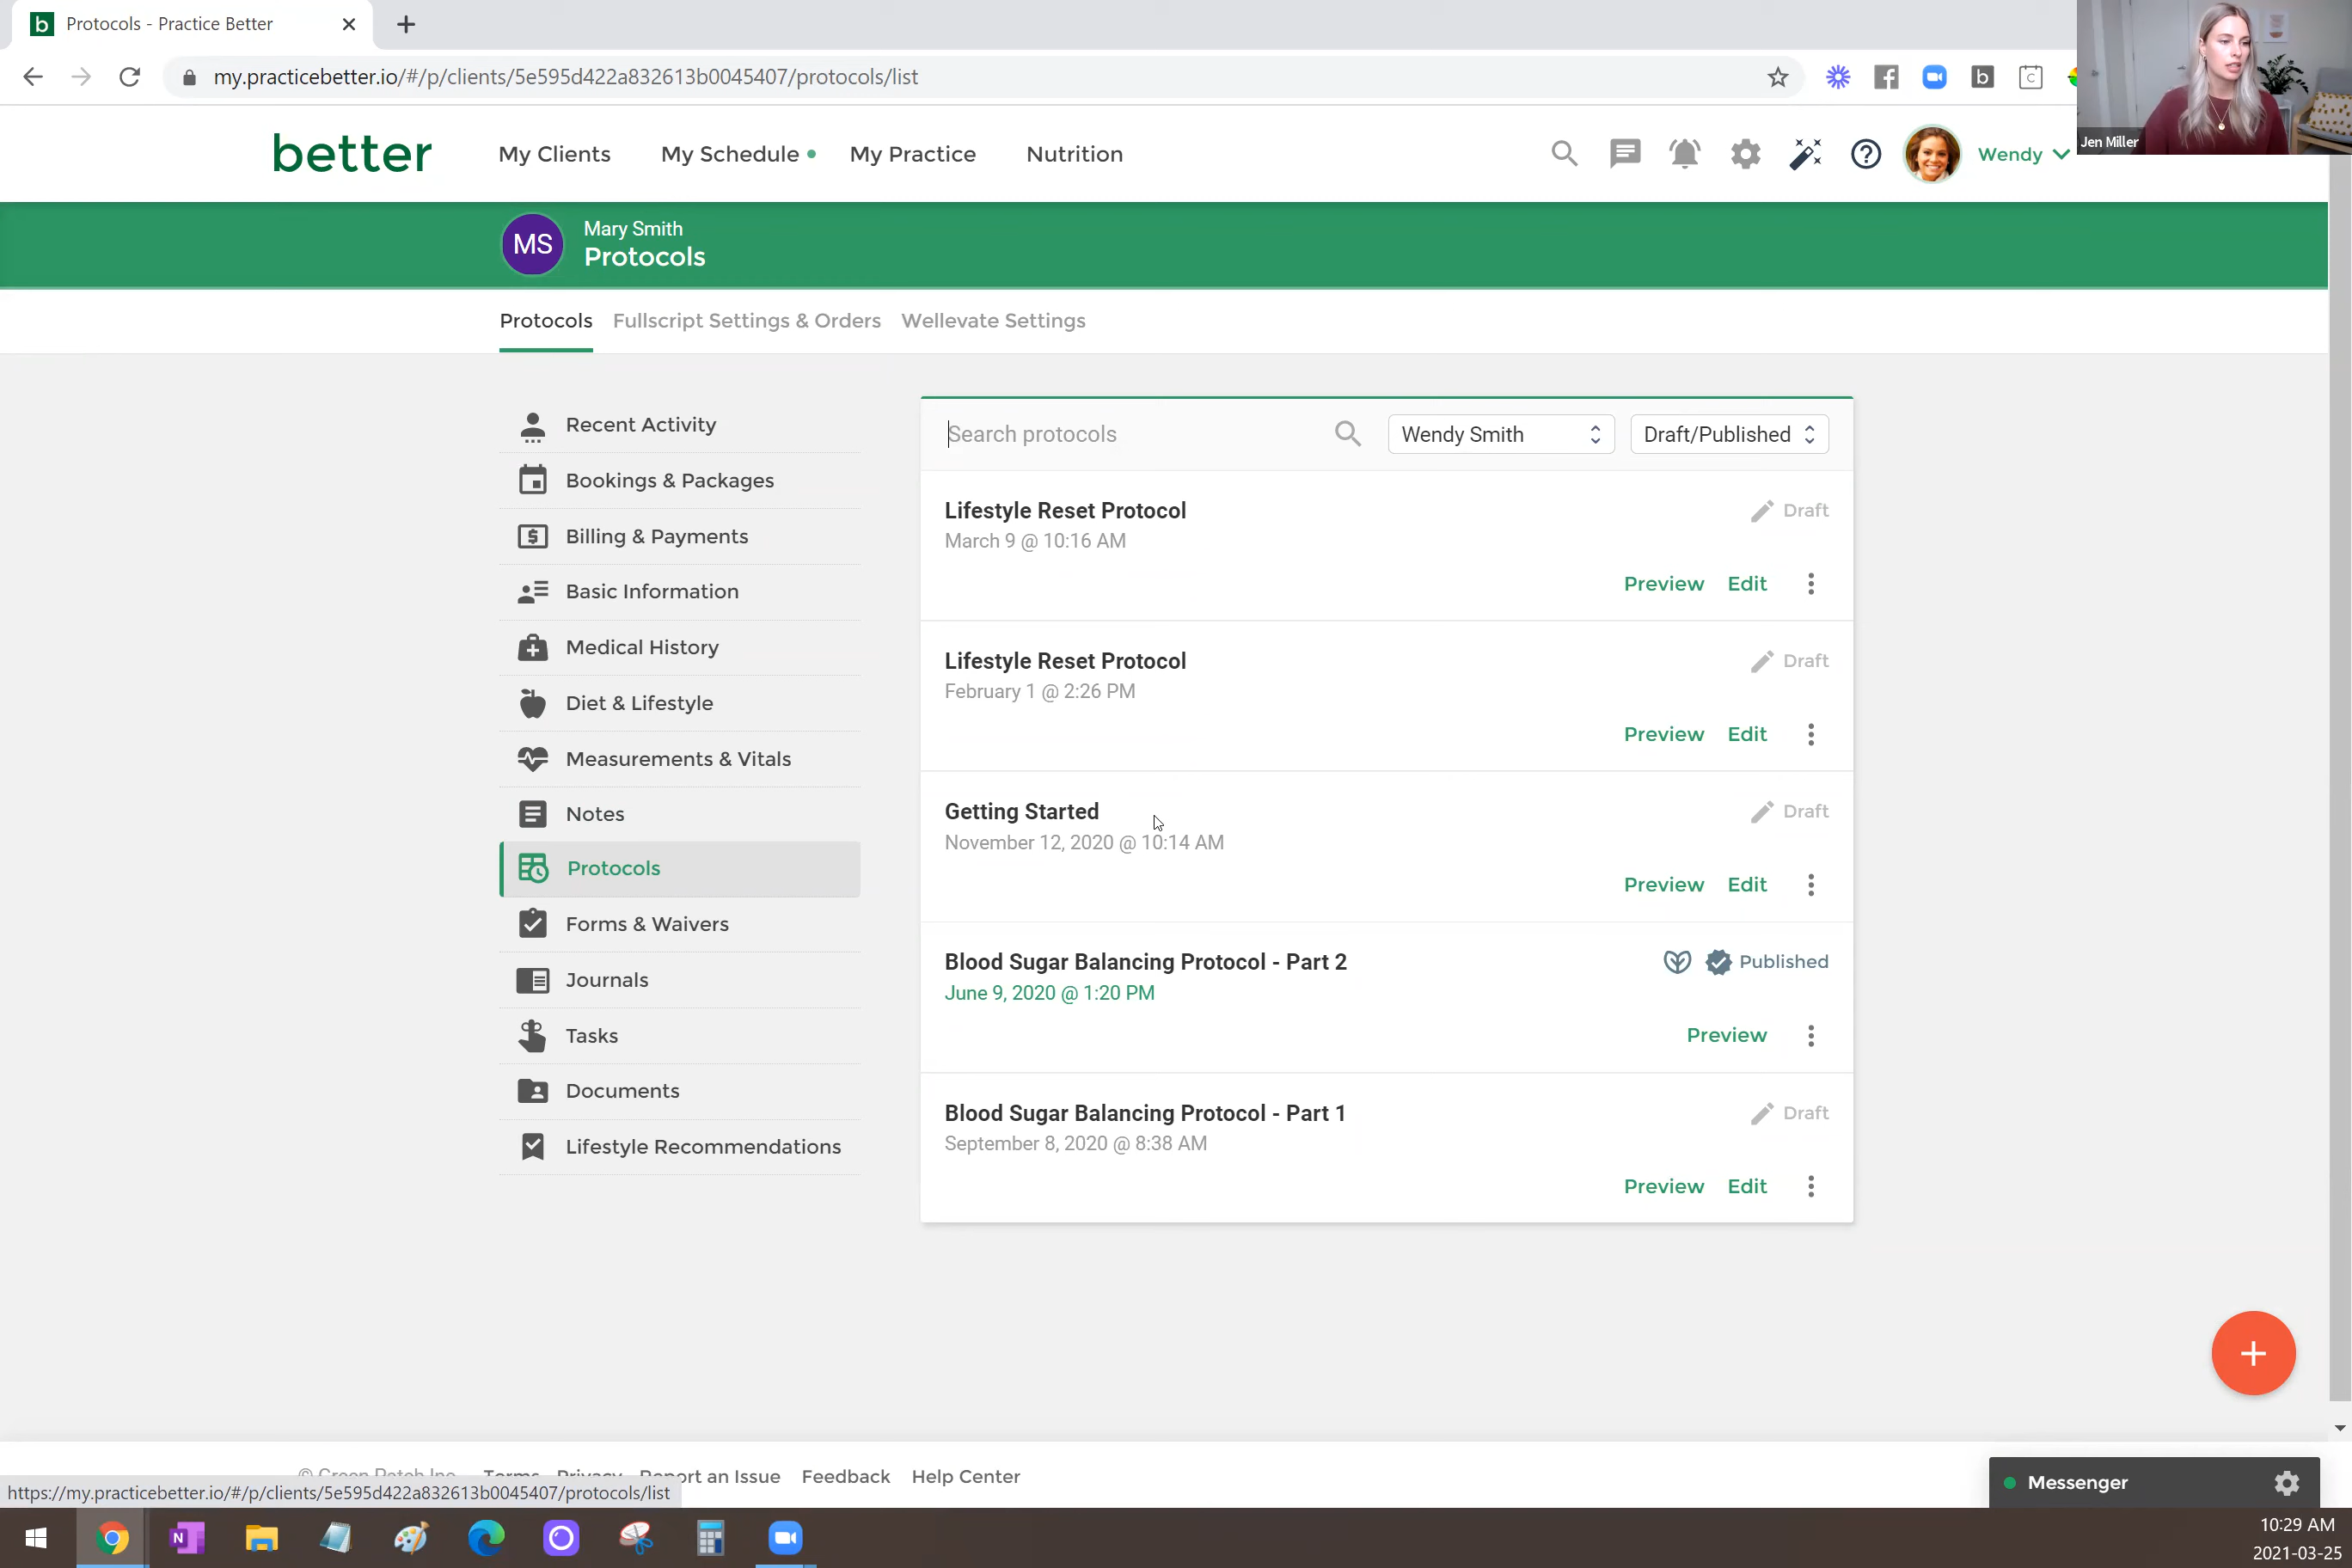 b Protocols - Practice Better
my.practicebetter.io/#/p/clients/5e595d422a832613b0045407/protocols/list
b
C
Jen Miller
better My Clients My Schedule My Practice Nutrition Wendy
MS
Mary Smith
Protocols
Protocols Fullscript Settings & Orders Wellevate Settings
Recent Activity
Bookings & Packages
Billing & Payments
Basic Information
Medical History
Diet & Lifestyle
Measurements & Vitals
Notes
Protocols
Forms & Waivers
Journals
Tasks
Documents
Lifestyle Recommendations
Search protocols Wendy Smith Draft/Published
Lifestyle Reset Protocol Draft
March 9 @ 10:16 AM
Preview Edit
Lifestyle Reset Protocol Draft
February 1 @ 2:26 PM
Preview Edit
Getting Started Draft
November 12, 2020 @ 10:14 AM
Preview Edit
Blood Sugar Balancing Protocol - Part 2 Published
June 9, 2020 @ 1:20 PM
Preview
Blood Sugar Balancing Protocol - Part 1 Draft
September 8, 2020 @ 8:38 AM
Preview Edit
© Green Patch Inc. Terms Privacy Report an Issue Feedback Help Center
https://my.practicebetter.io/#/p/clients/5e595d422a832613b0045407/protocols/list
Messenger
N
10:29 AM
2021-03-25